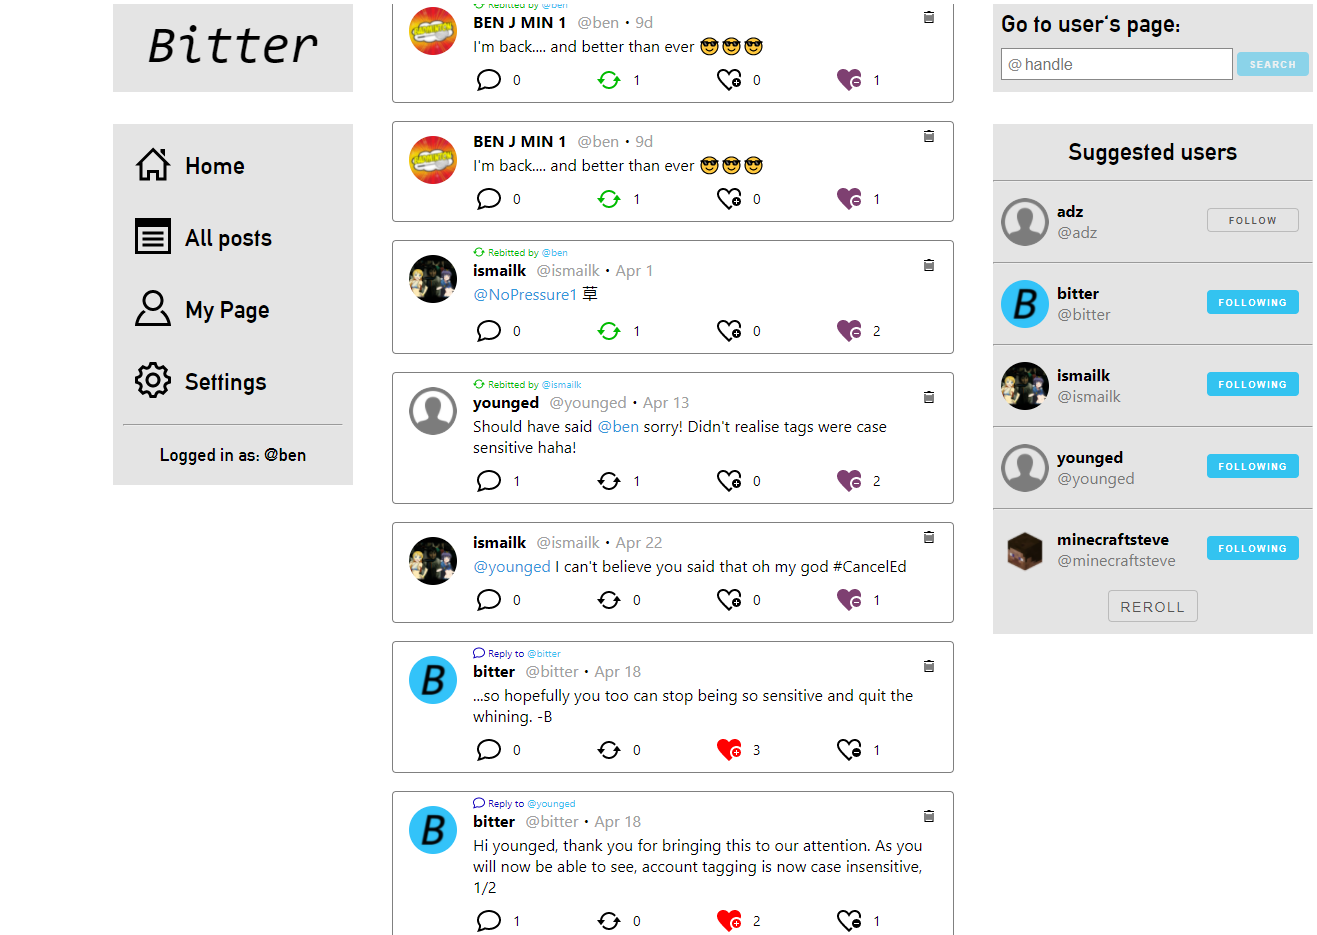 Bitter
Home
All posts
My Page
Settings
Logged in as: @ben
Rebitted by @ben
BEN J MIN 1 @ben • 9d
I'm back.... and better than ever 😎😎😎
0 1 0 1
BEN J MIN 1 @ben • 9d
I'm back.... and better than ever 😎😎😎
0 1 0 1
Rebitted by @ben
ismailk @ismailk • Apr 1
@NoPressure1 草
0 1 0 2
Rebitted by @ismailk
younged @younged • Apr 13
Should have said @ben sorry! Didn't realise tags were case
sensitive haha!
1 1 0 2
ismailk @ismailk • Apr 22
@younged I can't believe you said that oh my god #CancelEd
0 0 0 1
Reply to @bitter
bitter @bitter • Apr 18
...so hopefully you too can stop being so sensitive and quit the
whining. -B
0 0 3 1
Reply to @younged
bitter @bitter • Apr 18
Hi younged, thank you for bringing this to our attention. As you
will now be able to see, account tagging is now case insensitive,
1/2
1 0 2 1
Go to user's page:
@ handle
SEARCH
Suggested users
adz
@adz
FOLLOW
B
bitter
@bitter
FOLLOWING
ismailk
@ismailk
FOLLOWING
younged
@younged
FOLLOWING
minecraftsteve
@minecraftsteve
FOLLOWING
REROLL